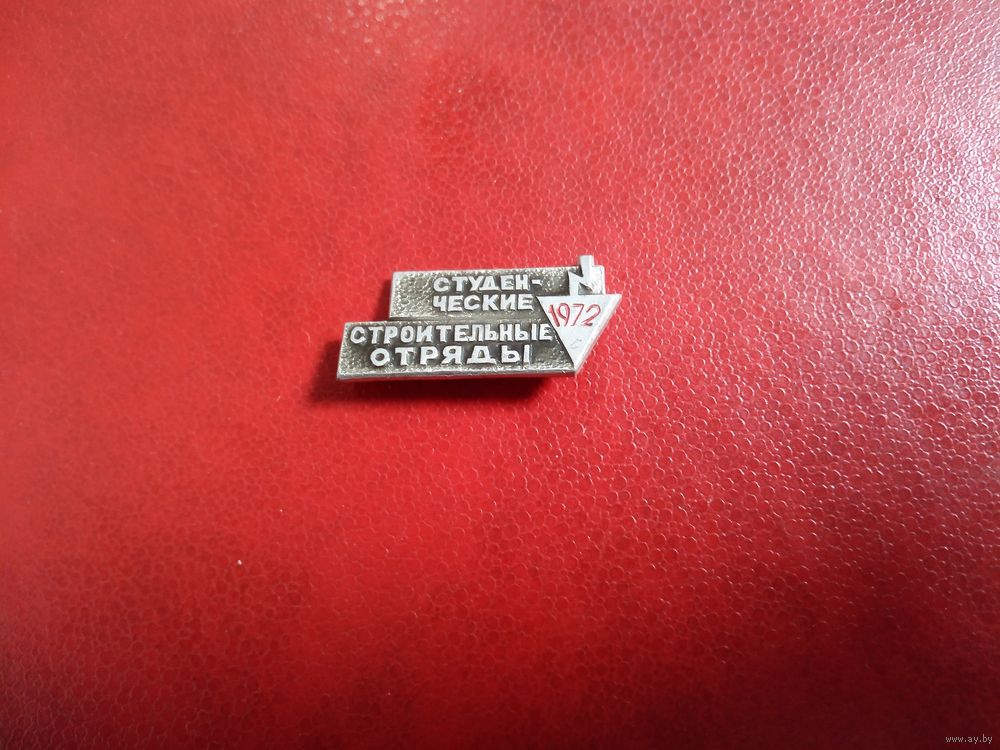 СТУДЕН-
ЧЕСКИЕ
1972
СТРОИТЕЛЬНЫЕ
ОТРЯДЫ
www.ay.by